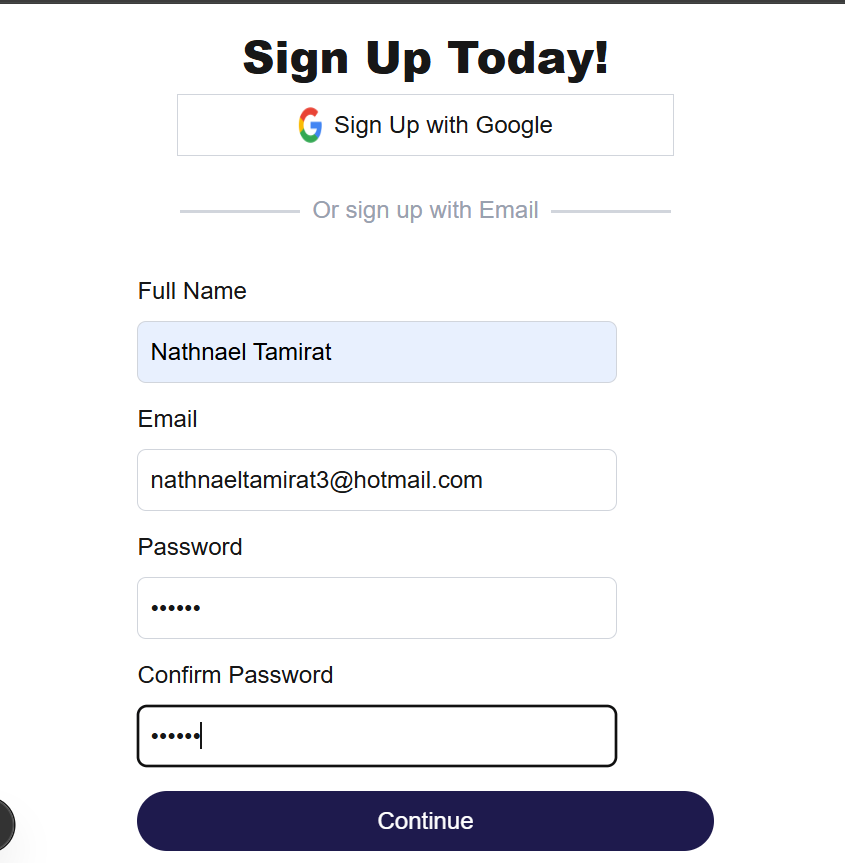 Sign Up Today!
Sign Up with Google
Or sign up with Email
Full Name
Nathnael Tamirat
Email
nathnaeltamirat3@hotmail.com
Password
••••••
Confirm Password
••••••
Continue